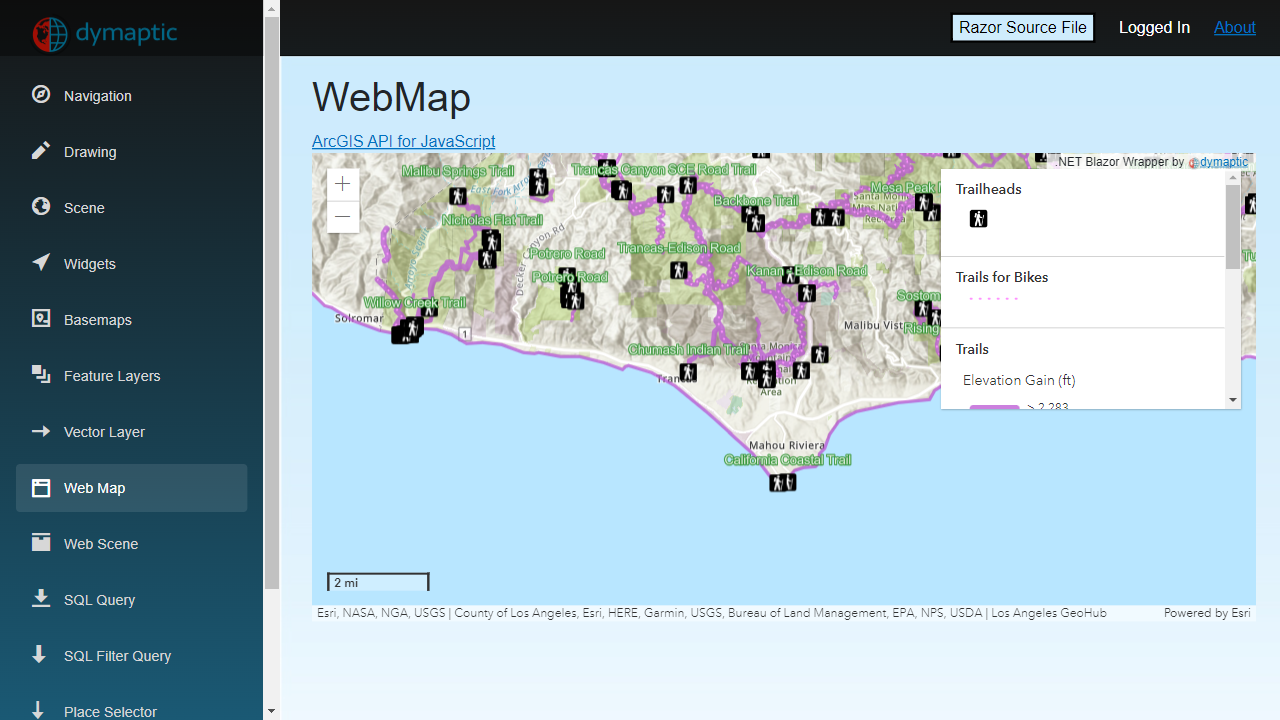 dymaptic
Razor Source File
Logged In
About
Navigation
Drawing
Scene
Widgets
Basemaps
Feature Layers
Vector Layer
Web Map
Web Scene
SQL Query
SQL Filter Query
Place Selector
WebMap
ArcGIS API for JavaScript
.NET Blazor Wrapper by dymaptic
+
−
Malibu Springs Trail
Trancas Canyon SCE Road Trail
Mesa Peak
Backbone Trail
Nicholas Flat Trail
Trancas-Edison Road
Potrero Road
Potrero Road
Kanan - Edison Road
Decker
Willow Creek Trail
Solromar
1
Malibu Vist
Rising
Chumash Indian Trail
Area
Mahou Riviera
California Coastal Trail
Trailheads
Trails for Bikes
Trails
Elevation Gain (ft)
> 2,283
2 mi
Esri, NASA, NGA, USGS | County of Los Angeles, Esri, HERE, Garmin, USGS, Bureau of Land Management, EPA, NPS, USDA | Los Angeles GeoHub
Powered by Esri